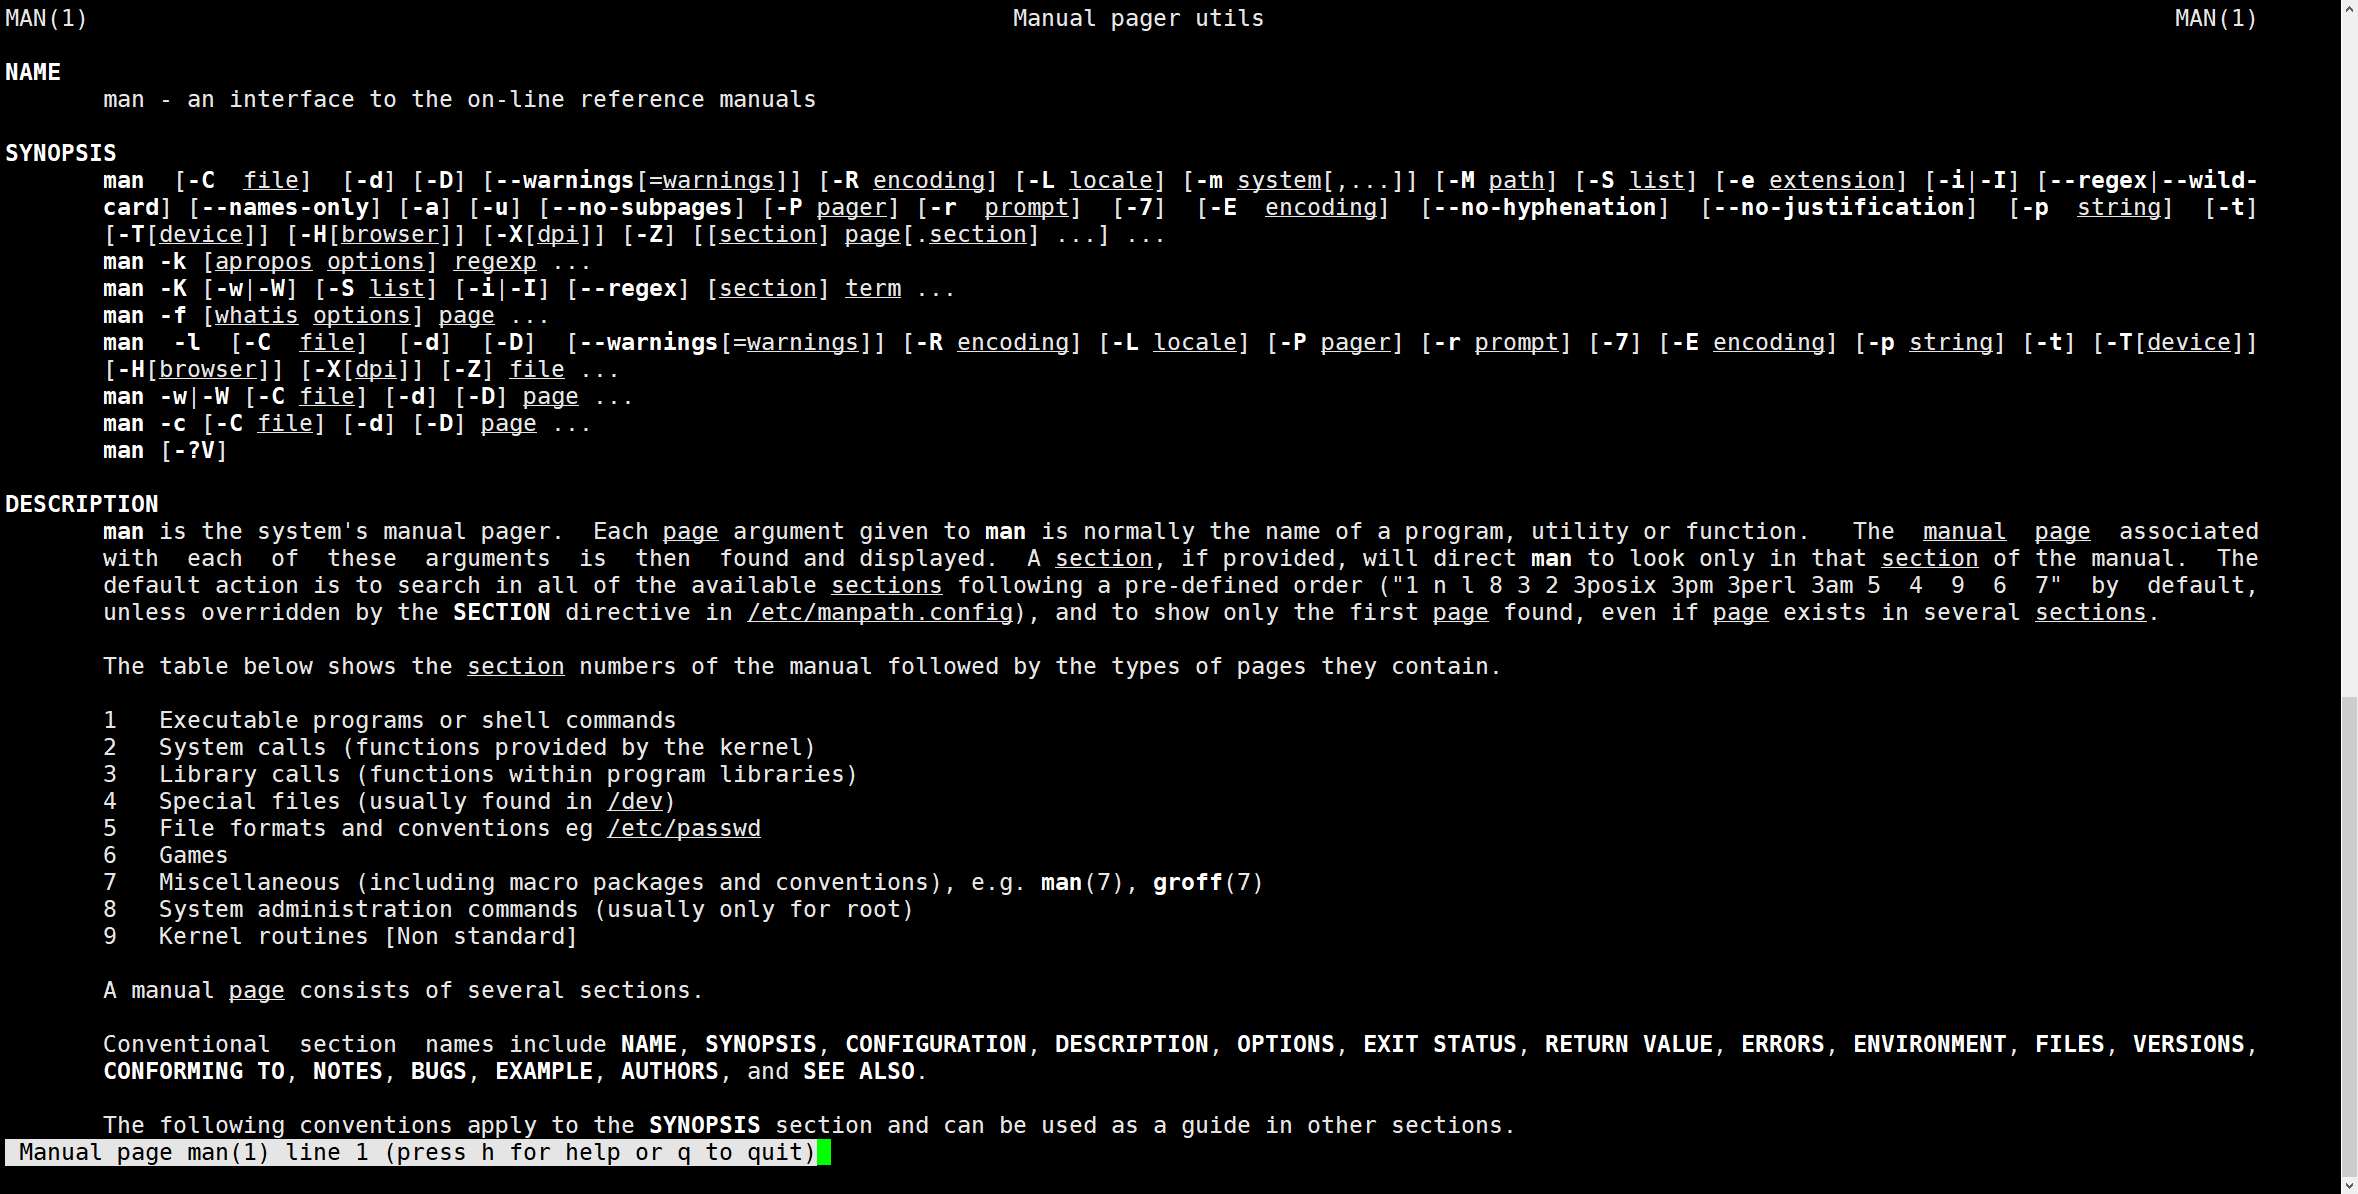 MAN(1) Manual pager utils MAN(1)
NAME
man - an interface to the on-line reference manuals
SYNOPSIS
man [-C file] [-d] [-D] [--warnings[=warnings]] [-R encoding] [-L locale] [-m system[,...]] [-M path] [-S list] [-e extension] [-i|-I] [--regex|--wild-
card] [--names-only] [-a] [-u] [--no-subpages] [-P pager] [-r prompt] [-7] [-E encoding] [--no-hyphenation] [--no-justification] [-p string] [-t]
[-T[device]] [-H[browser]] [-X[dpi]] [-Z] [[section] page[.section] ...] ...
man -k [apropos options] regexp ...
man -K [-w|-W] [-S list] [-i|-I] [--regex] [section] term ...
man -f [whatis options] page ...
man -l [-C file] [-d] [-D] [--warnings[=warnings]] [-R encoding] [-L locale] [-P pager] [-r prompt] [-7] [-E encoding] [-p string] [-t] [-T[device]]
[-H[browser]] [-X[dpi]] [-Z] file ...
man -w|-W [-C file] [-d] [-D] page ...
man -c [-C file] [-d] [-D] page ...
man [-?V]
DESCRIPTION
man is the system's manual pager. Each page argument given to man is normally the name of a program, utility or function. The manual page associated
with each of these arguments is then found and displayed. A section, if provided, will direct man to look only in that section of the manual. The
default action is to search in all of the available sections following a pre-defined order ("1 n l 8 3 2 3posix 3pm 3perl 3am 5 4 9 6 7" by default,
unless overridden by the SECTION directive in /etc/manpath.config), and to show only the first page found, even if page exists in several sections.
The table below shows the section numbers of the manual followed by the types of pages they contain.
1 Executable programs or shell commands
2 System calls (functions provided by the kernel)
3 Library calls (functions within program libraries)
4 Special files (usually found in /dev)
5 File formats and conventions eg /etc/passwd
6 Games
7 Miscellaneous (including macro packages and conventions), e.g. man(7), groff(7)
8 System administration commands (usually only for root)
9 Kernel routines [Non standard]
A manual page consists of several sections.
Conventional section names include NAME, SYNOPSIS, CONFIGURATION, DESCRIPTION, OPTIONS, EXIT STATUS, RETURN VALUE, ERRORS, ENVIRONMENT, FILES, VERSIONS,
CONFORMING TO, NOTES, BUGS, EXAMPLE, AUTHORS, and SEE ALSO.
The following conventions apply to the SYNOPSIS section and can be used as a guide in other sections.
Manual page man(1) line 1 (press h for help or q to quit)